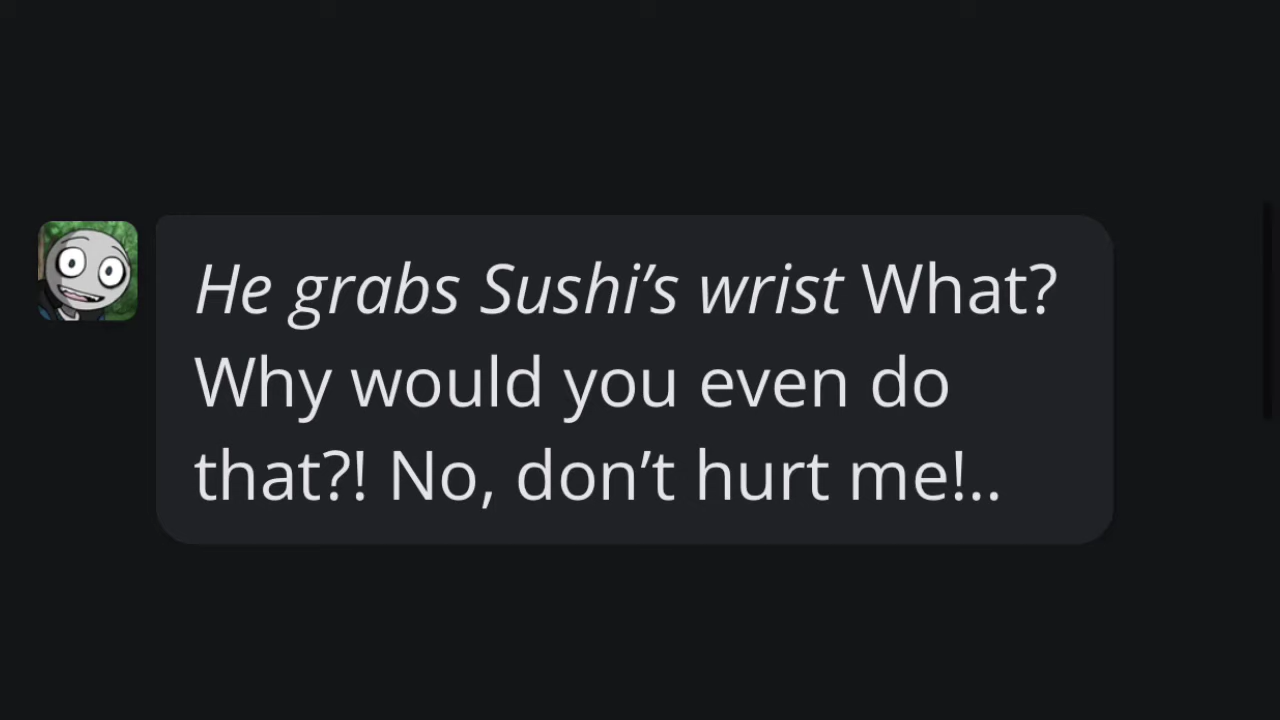 He grabs Sushi’s wrist What?
Why would you even do
that?! No, don’t hurt me!..